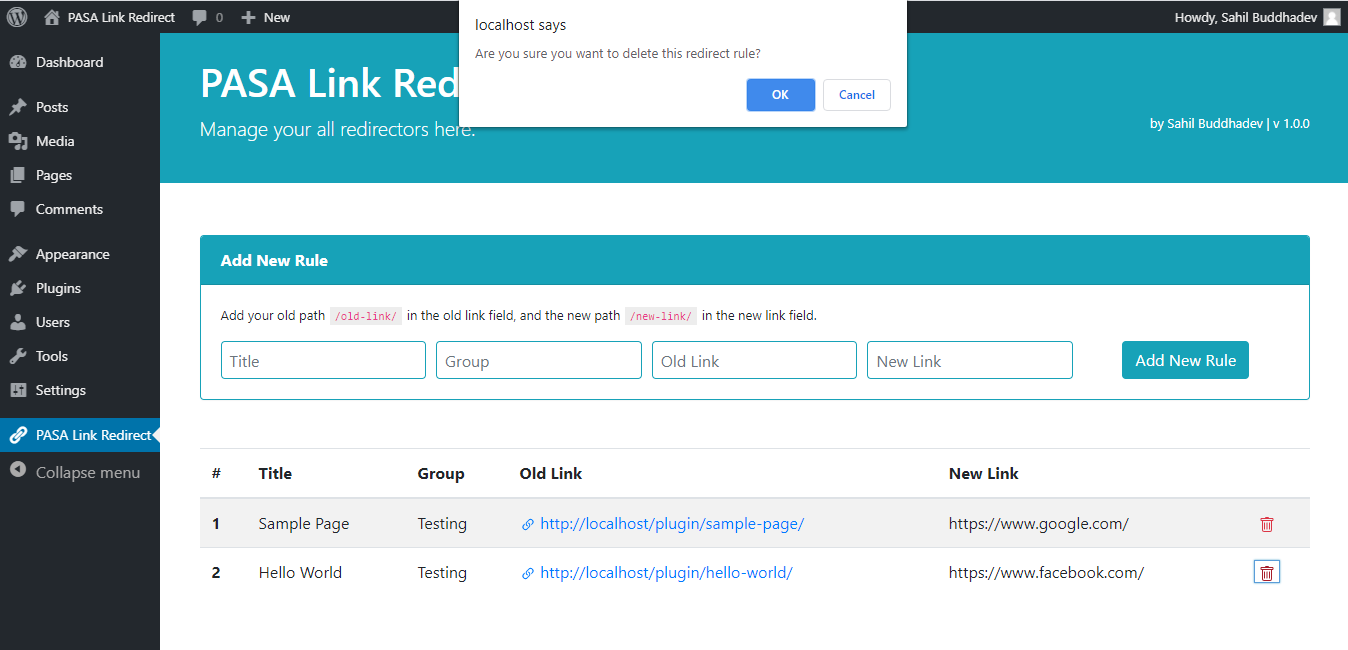 PASA Link Redirect 0 New
Howdy, Sahil Buddhadev
localhost says
Are you sure you want to delete this redirect rule?
OK Cancel
Dashboard
Posts
Media
Pages
Comments
Appearance
Plugins
Users
Tools
Settings
PASA Link Redirect
Collapse menu
PASA Link Red
Manage your all redirectors here.
by Sahil Buddhadev | v 1.0.0
Add New Rule
Add your old path /old-link/ in the old link field, and the new path /new-link/ in the new link field.
Title Group Old Link New Link Add New Rule
# Title Group Old Link New Link
1 Sample Page Testing http://localhost/plugin/sample-page/ https://www.google.com/
2 Hello World Testing http://localhost/plugin/hello-world/ https://www.facebook.com/